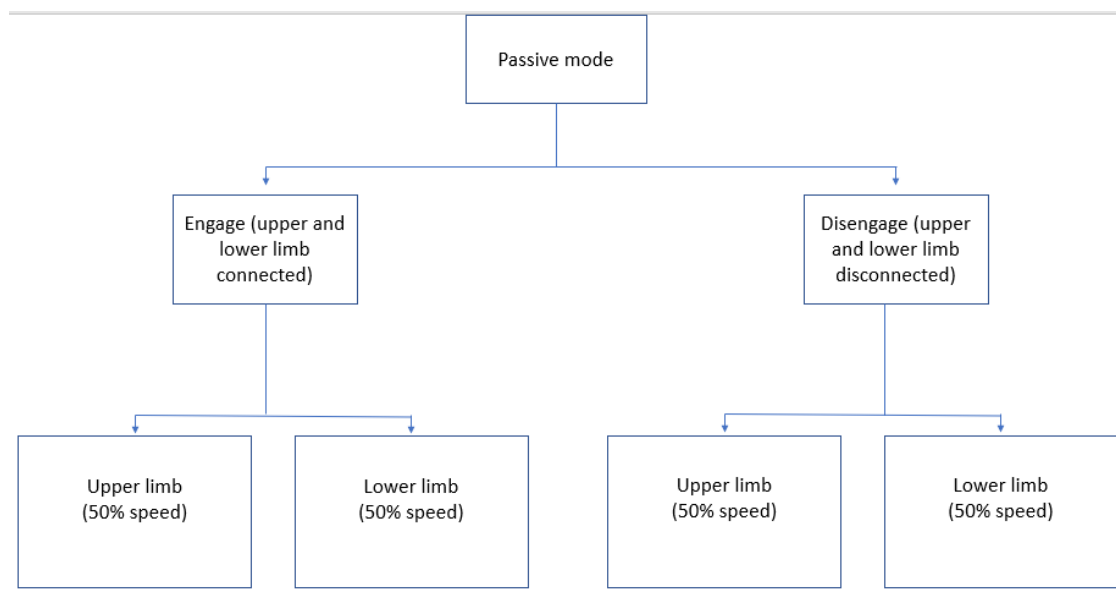 Passive mode
Engage (upper and
lower limb
connected)
Disengage (upper
and lower limb
disconnected)
Upper limb
(50% speed)
Lower limb
(50% speed)
Upper limb
(50% speed)
Lower limb
(50% speed)